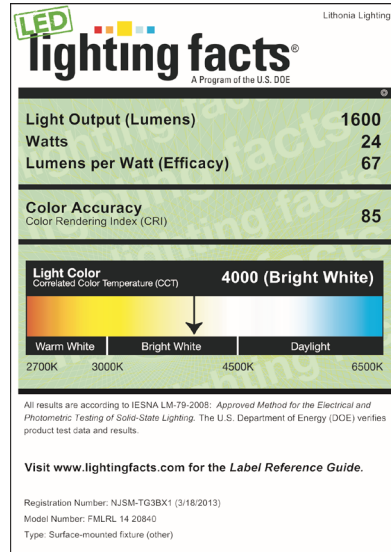 Lithonia Lighting
LED
lighting facts®
A Program of the U.S. DOE
Light Output (Lumens) 1600
Watts 24
Lumens per Watt (Efficacy) 67
Color Accuracy
Color Rendering Index (CRI) 85
Light Color
Correlated Color Temperature (CCT) 4000 (Bright White)
Warm White Bright White Daylight
2700K 3000K 4500K 6500K
All results are according to IESNA LM-79-2008: Approved Method for the Electrical and
Photometric Testing of Solid-State Lighting. The U.S. Department of Energy (DOE) verifies
product test data and results.
Visit www.lightingfacts.com for the Label Reference Guide.
Registration Number: NJSM-TG3BX1 (3/18/2013)
Model Number: FMLRL 14 20840
Type: Surface-mounted fixture (other)